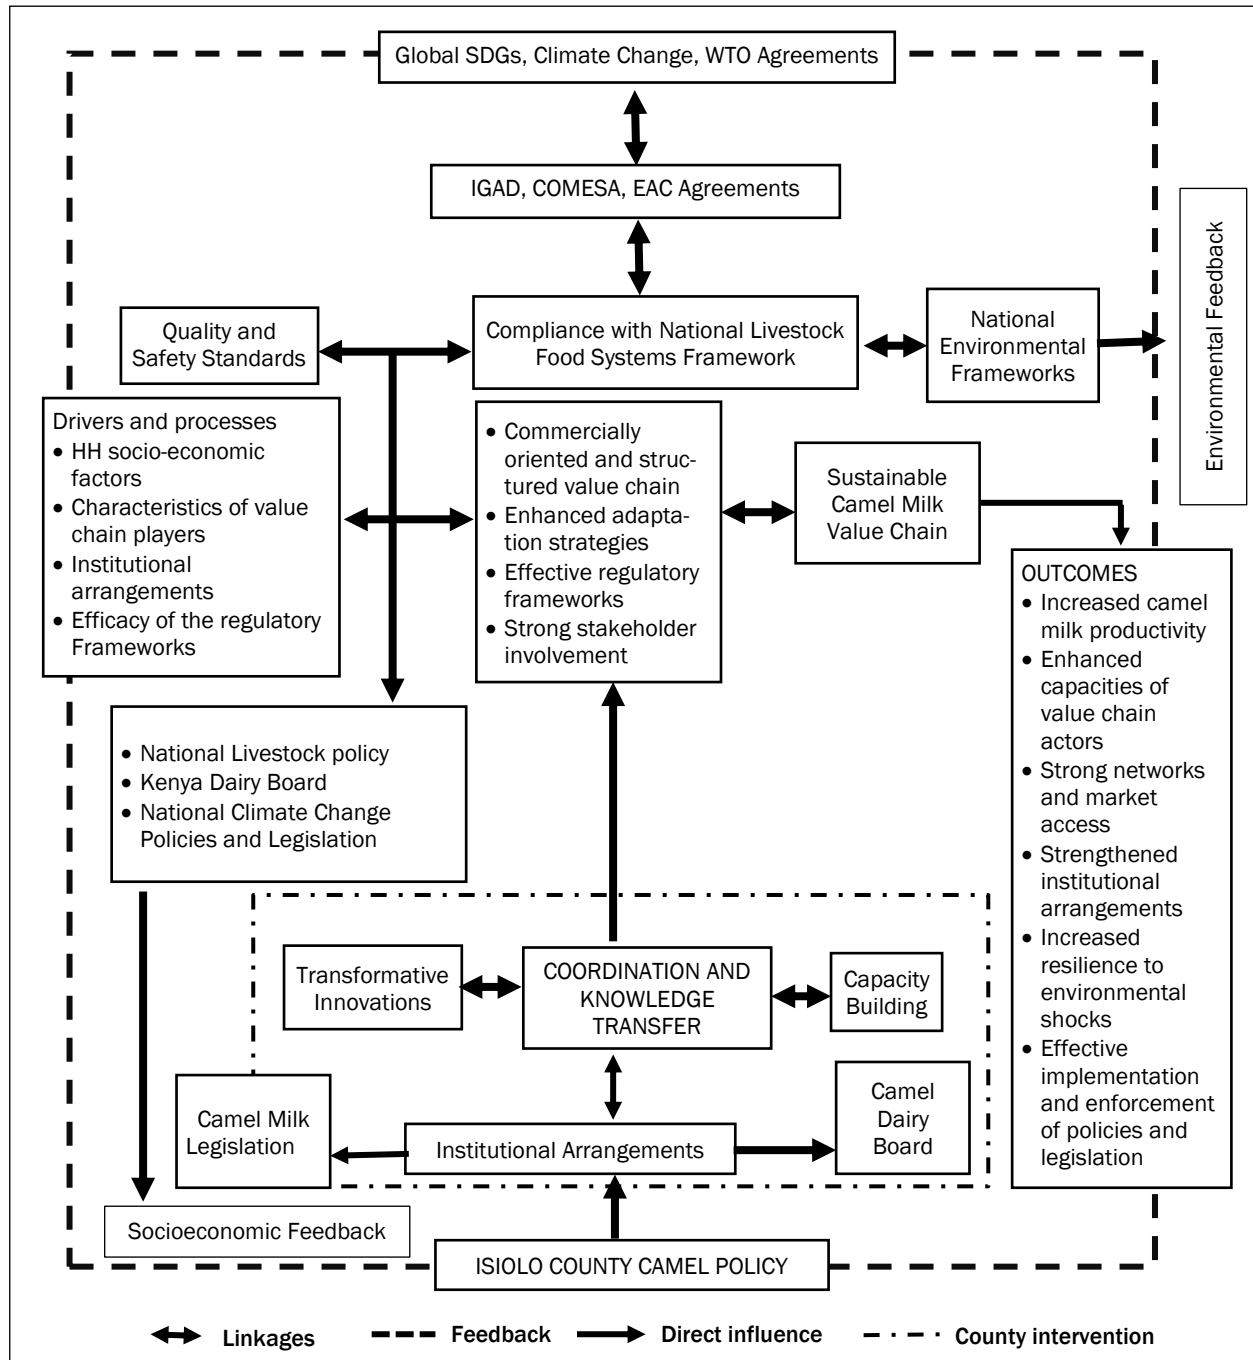 Global SDGs, Climate Change, WTO Agreements
IGAD, COMESA, EAC Agreements
Quality and
Safety Standards
Compliance with National Livestock
Food Systems Framework
National
Environmental
Frameworks
Environmental Feedback
Drivers and processes
• HH socio-economic
factors
• Characteristics of value
chain players
• Institutional
arrangements
• Efficacy of the regulatory
Frameworks
• Commercially
oriented and struc-
tured value chain
• Enhanced adapta-
tion strategies
• Effective regulatory
frameworks
• Strong stakeholder
involvement
Sustainable
Camel Milk
Value Chain
OUTCOMES
• Increased camel
milk productivity
• Enhanced
capacities of
value chain
actors
• Strong networks
and market
access
• Strengthened
institutional
arrangements
• Increased
resilience to
environmental
shocks
• Effective
implementation
and enforcement
of policies and
legislation
• National Livestock policy
• Kenya Dairy Board
• National Climate Change
Policies and Legislation
Transformative
Innovations
COORDINATION AND
KNOWLEDGE
TRANSFER
Capacity
Building
Camel Milk
Legislation
Institutional Arrangements
Camel
Dairy
Board
Socioeconomic Feedback
ISIOLO COUNTY CAMEL POLICY
Linkages
Feedback
Direct influence
County intervention